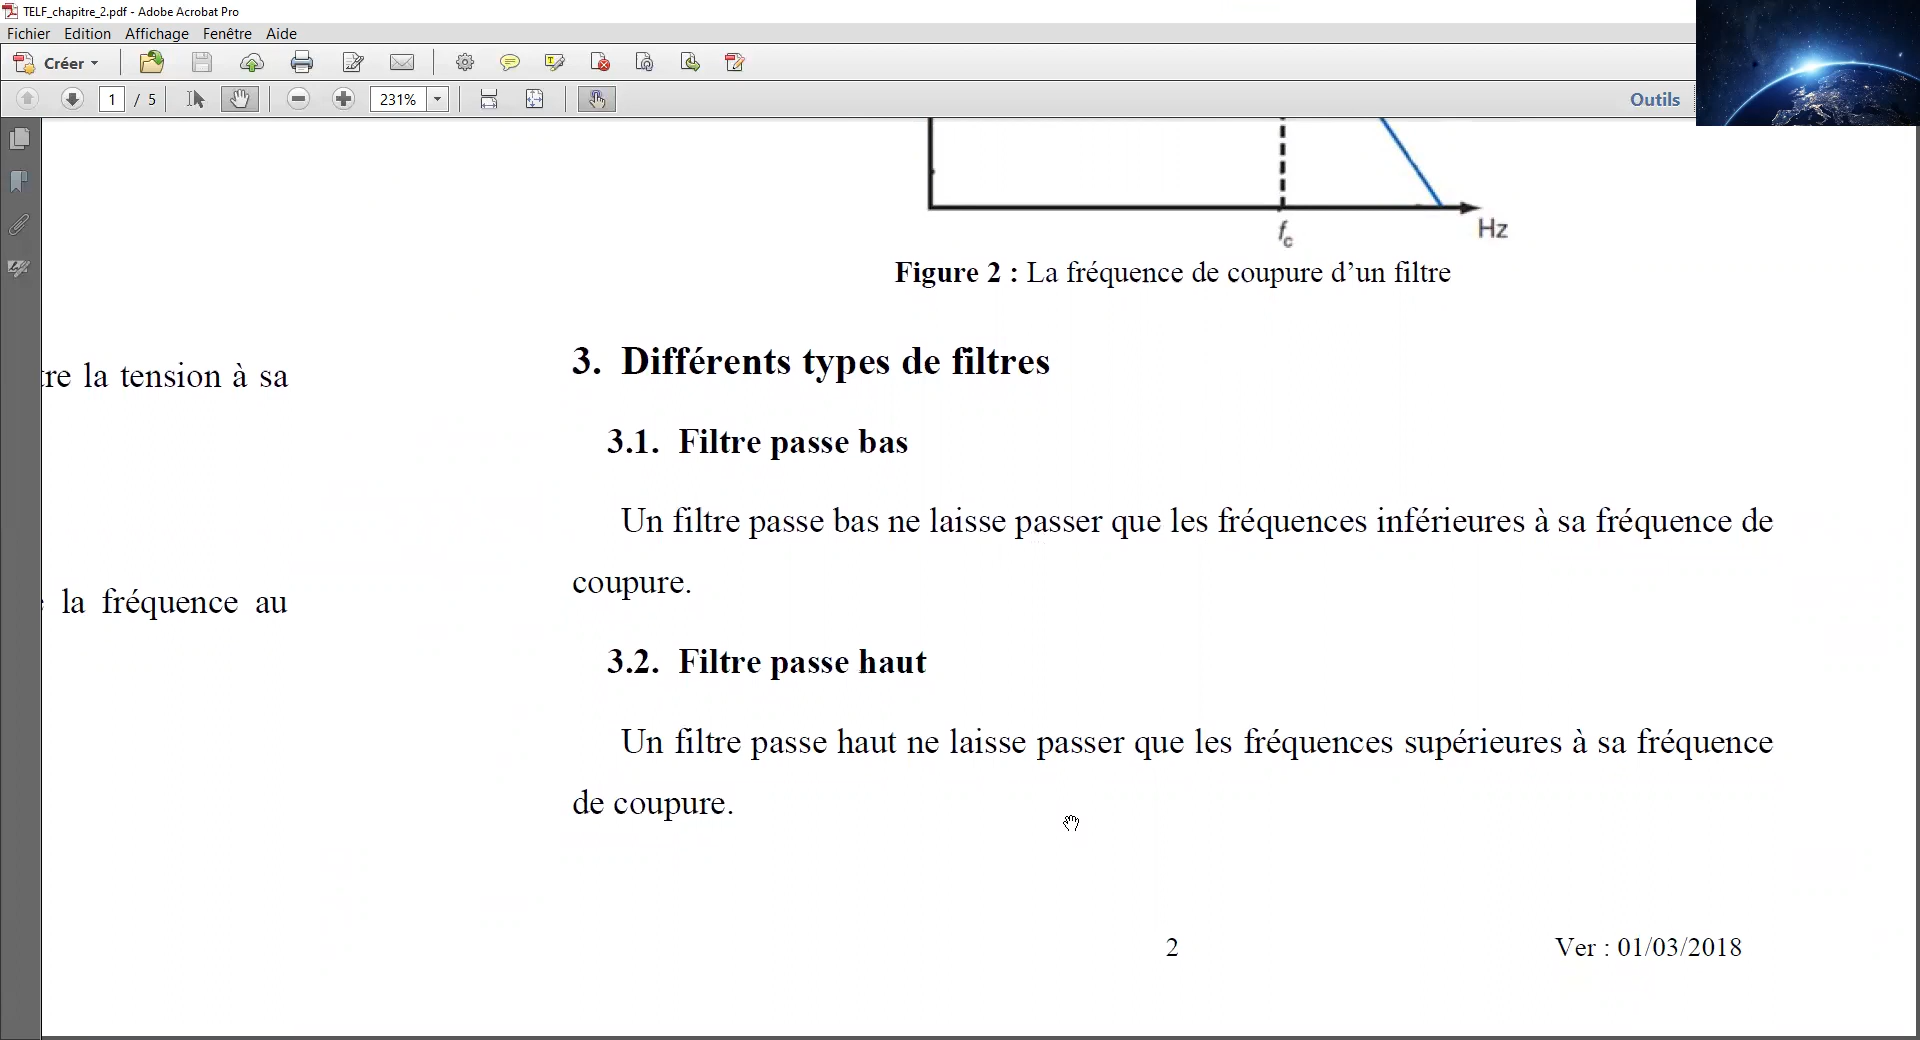 TELF_chapitre_2.pdf - Adobe Acrobat Pro
Fichier Edition Affichage Fenêtre Aide
Créer
1 / 5 231% Outils
f_c Hz
Figure 2 : La fréquence de coupure d’un filtre
tre la tension à sa
la fréquence au
3. Différents types de filtres
3.1. Filtre passe bas
Un filtre passe bas ne laisse passer que les fréquences inférieures à sa fréquence de
coupure.
3.2. Filtre passe haut
Un filtre passe haut ne laisse passer que les fréquences supérieures à sa fréquence
de coupure.
2 Ver : 01/03/2018